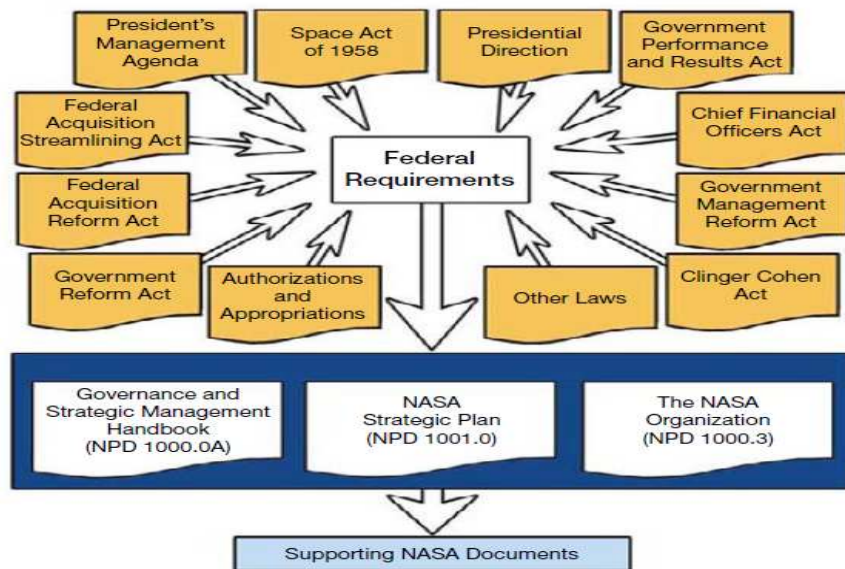 President's
Management
Agenda
Space Act
of 1958
Presidential
Direction
Government
Performance
and Results Act
Federal
Acquisition
Streamlining Act
Chief Financial
Officers Act
Federal
Requirements
Federal
Acquisition
Reform Act
Government
Management
Reform Act
Government
Reform Act
Authorizations
and
Appropriations
Other Laws
Clinger Cohen
Act
Governance and
Strategic Management
Handbook
(NPD 1000.0A)
NASA
Strategic Plan
(NPD 1001.0)
The NASA
Organization
(NPD 1000.3)
Supporting NASA Documents